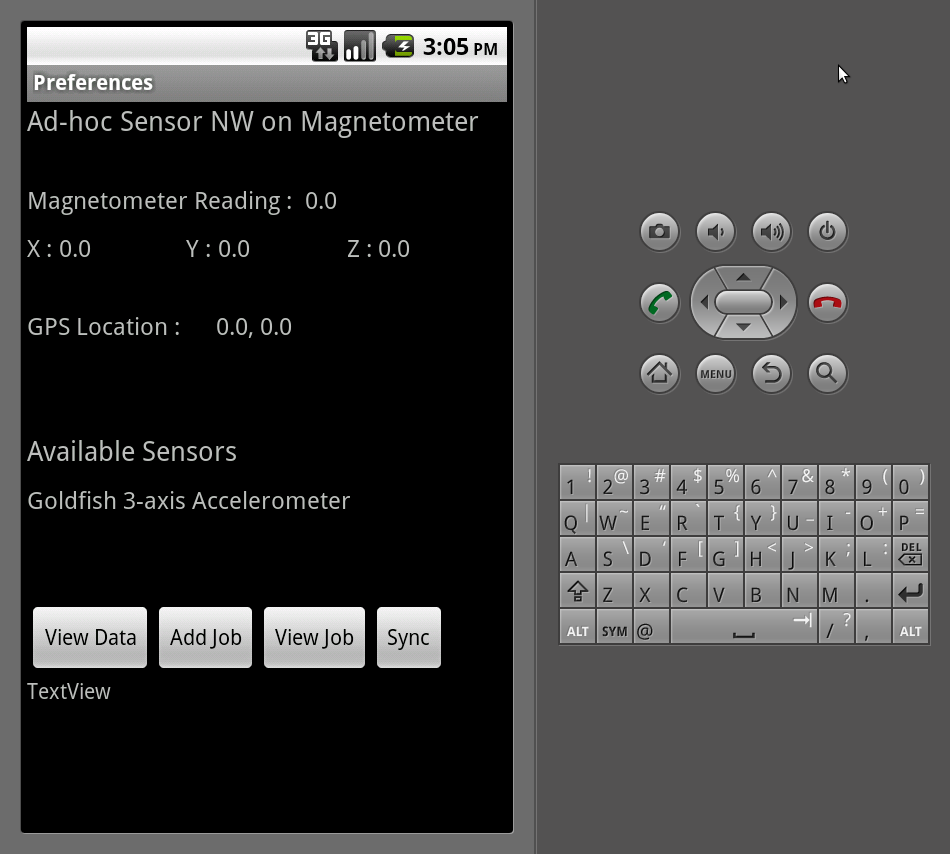 3G 3:05 PM
Preferences
Ad-hoc Sensor NW on Magnetometer
Magnetometer Reading : 0.0
X : 0.0 Y : 0.0 Z : 0.0
GPS Location : 0.0, 0.0
Available Sensors
Goldfish 3-axis Accelerometer
View Data Add Job View Job Sync
TextView
MENU
1 ! 2 @ 3 # 4 $ 5 % 6 ^ 7 & 8 * 9 ( 0 )
Q | W ~ E “ R ` T { Y } U _ I - O + P =
A S \ D ‘ F [ G ] H < J > K ; L : DEL
Z X C V B N M .
ALT SYM @ / ? , ALT